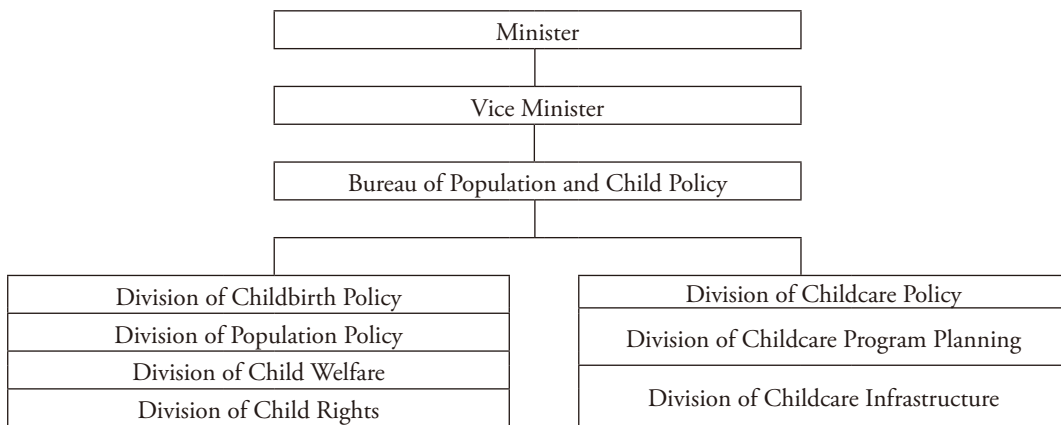 Minister
Vice Minister
Bureau of Population and Child Policy
Division of Childbirth Policy
Division of Population Policy
Division of Child Welfare
Division of Child Rights
Division of Childcare Policy
Division of Childcare Program Planning
Division of Childcare Infrastructure